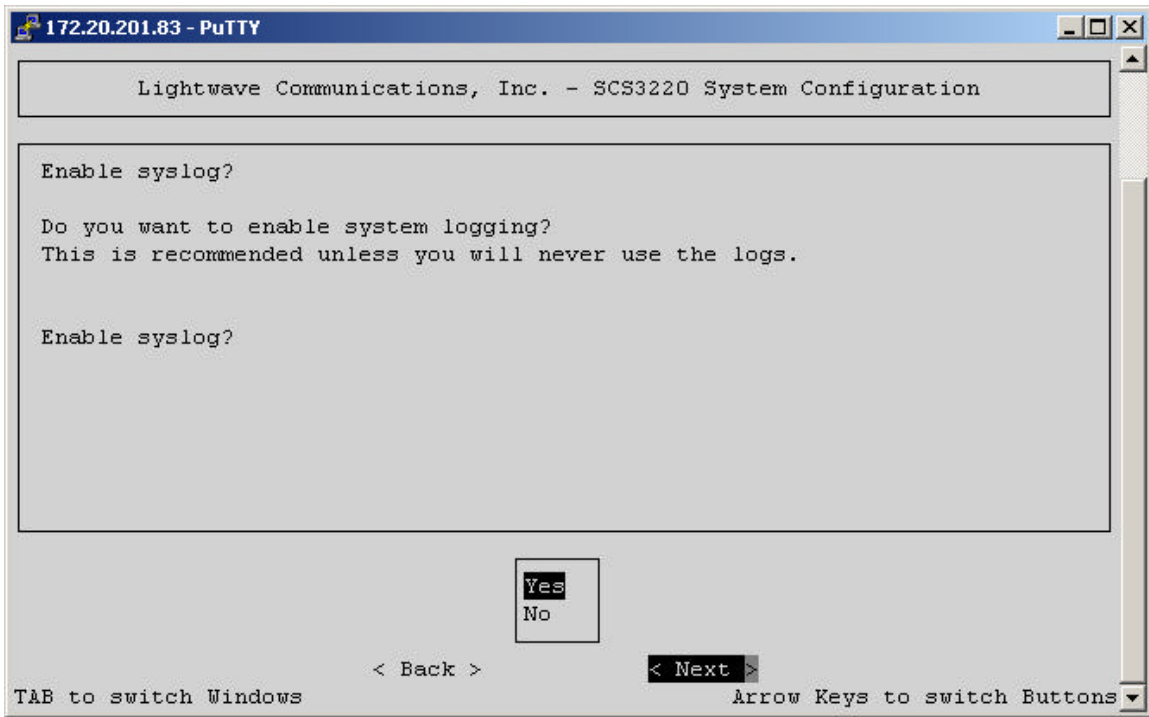 172.20.201.83 - PuTTY
Lightwave Communications, Inc. - SCS3220 System Configuration
Enable syslog?
Do you want to enable system logging?
This is recommended unless you will never use the logs.
Enable syslog?
Yes
No
< Back > < Next >
TAB to switch Windows Arrow Keys to switch Buttons